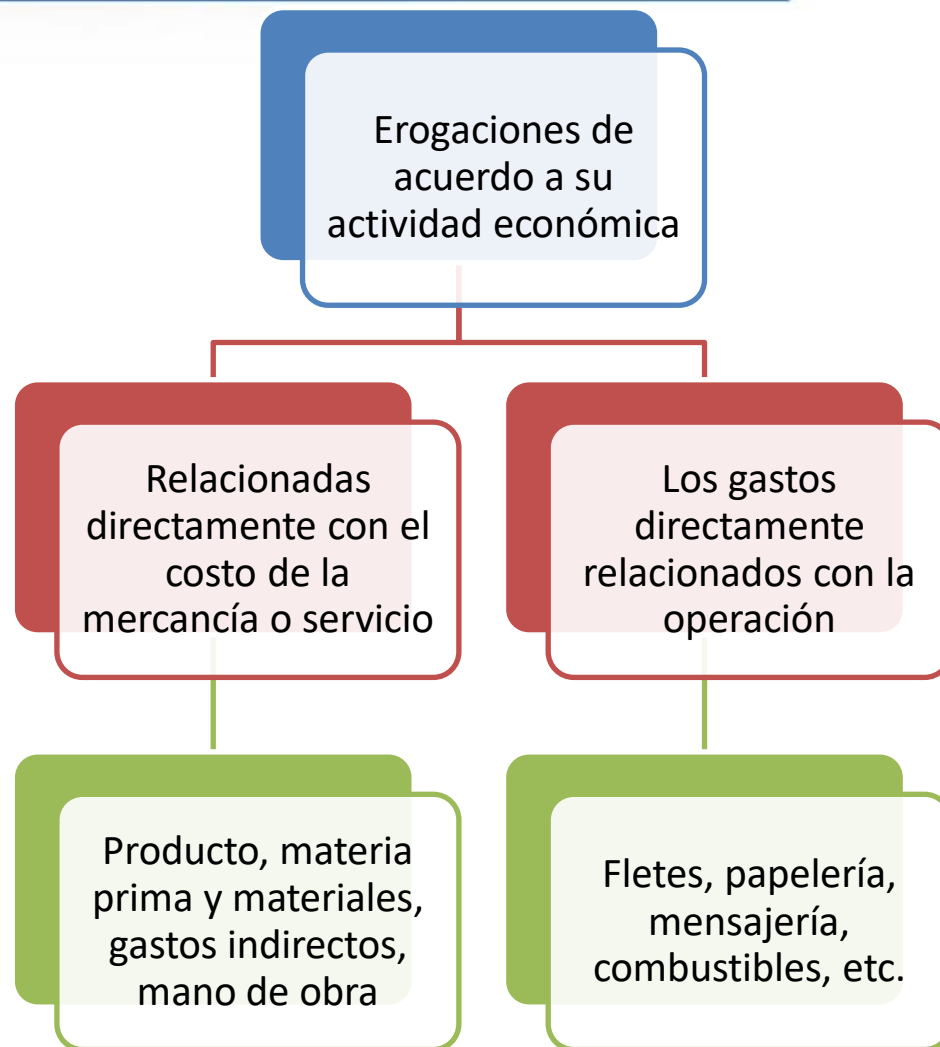 Erogaciones de
acuerdo a su
actividad económica
Relacionadas
directamente con el
costo de la
mercancía o servicio
Los gastos
directamente
relacionados con la
operación
Producto, materia
prima y materiales,
gastos indirectos,
mano de obra
Fletes, papelería,
mensajería,
combustibles, etc.